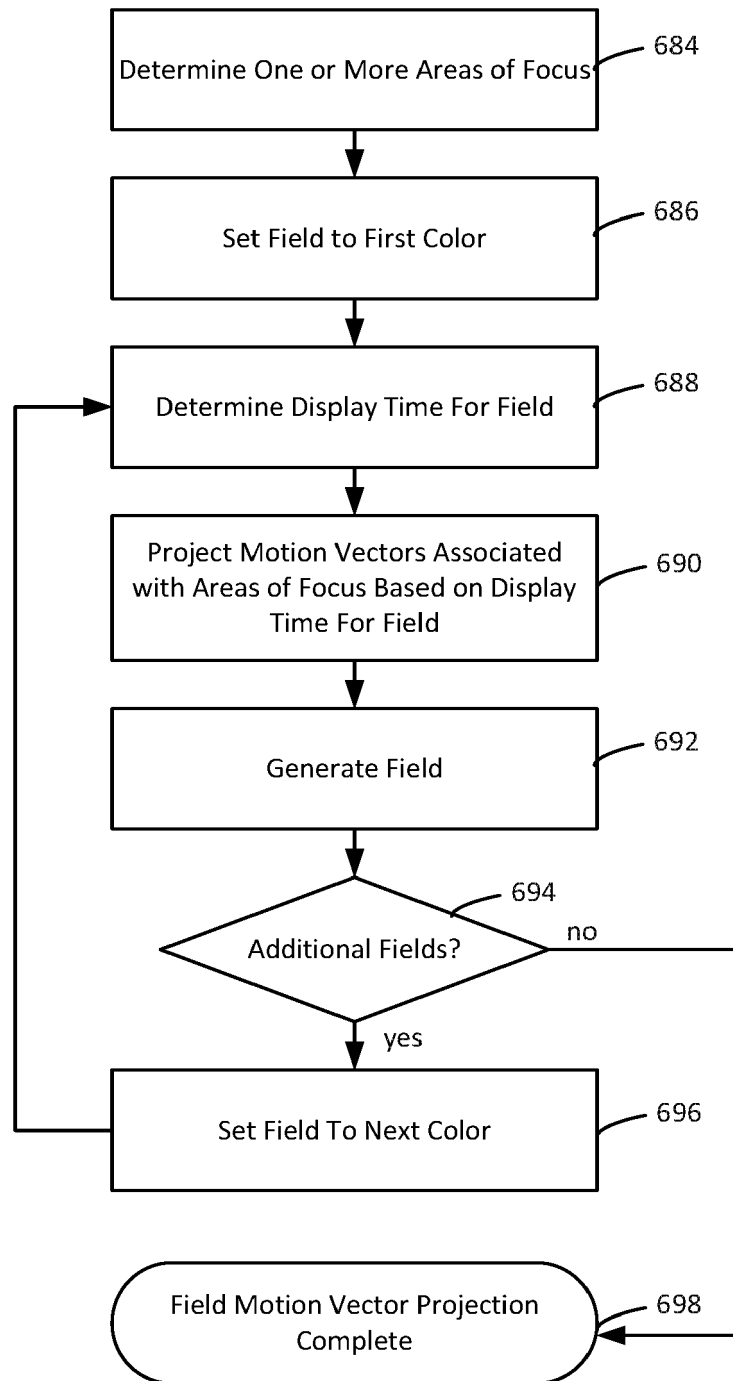 Determine One or More Areas of Focus
684
Set Field to First Color
686
Determine Display Time For Field
688
Project Motion Vectors Associated
with Areas of Focus Based on Display
Time For Field
690
Generate Field
692
694
Additional Fields?
no
yes
Set Field To Next Color
696
Field Motion Vector Projection
Complete
698